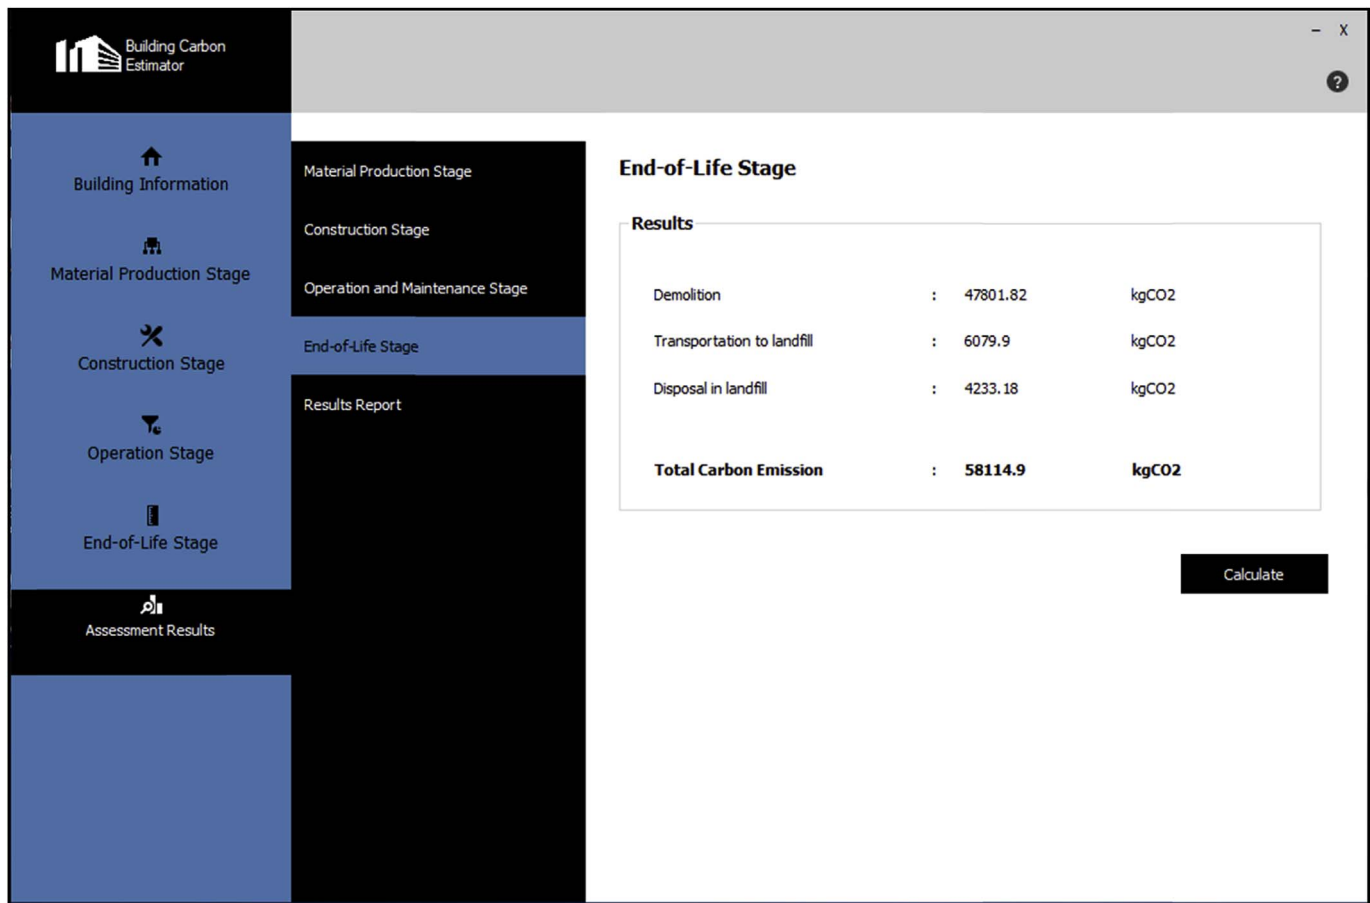 Building Carbon
Estimator
– X
?
Building Information
Material Production Stage
Construction Stage
Operation Stage
End-of-Life Stage
Assessment Results
Material Production Stage
Construction Stage
Operation and Maintenance Stage
End-of-Life Stage
Results Report
End-of-Life Stage
Results
Demolition : 47801.82 kgCO2
Transportation to landfill : 6079.9 kgCO2
Disposal in landfill : 4233.18 kgCO2
Total Carbon Emission : 58114.9 kgCO2
Calculate